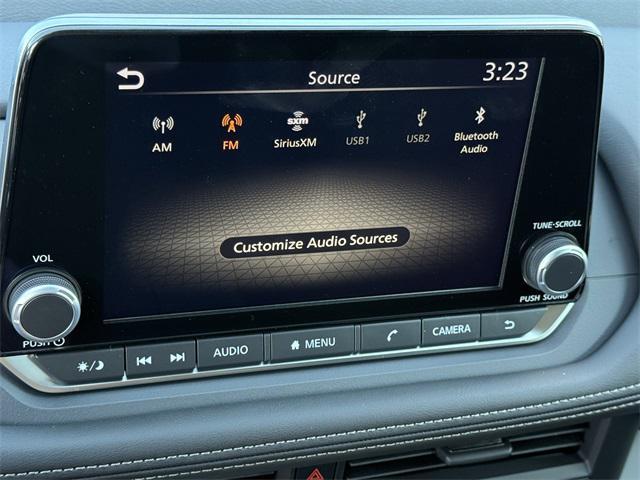 Source
3:23
AM
FM
sxm
SiriusXM
USB1
USB2
Bluetooth
Audio
Customize Audio Sources
VOL
PUSH
TUNE•SCROLL
PUSH SOUND
AUDIO
MENU
CAMERA